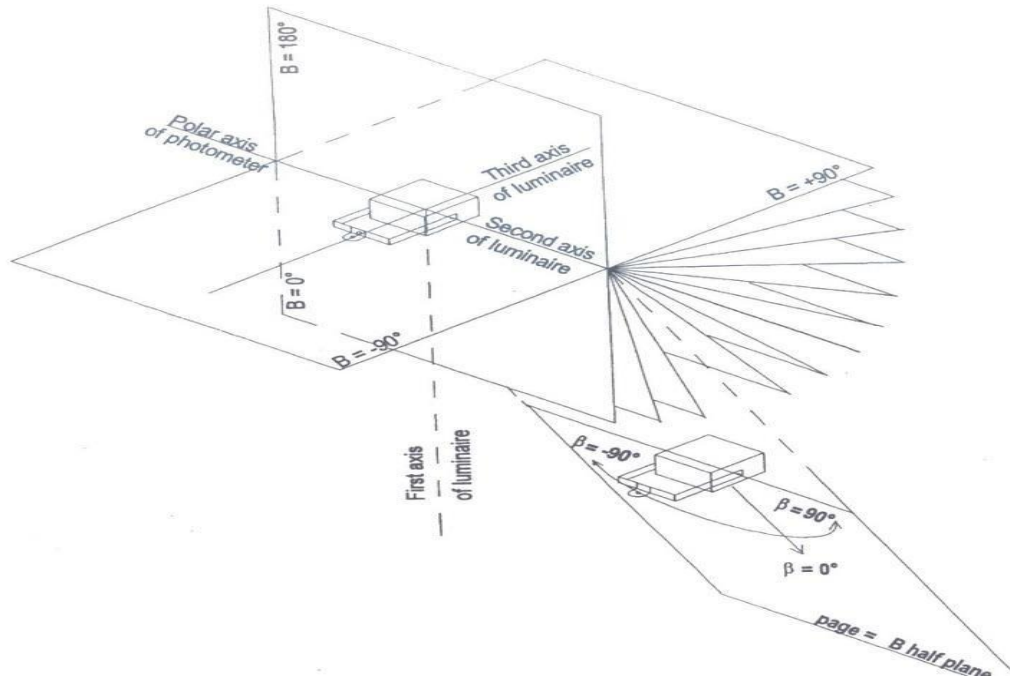 B = 180°
Polar axis
of photometer
Third axis
of luminaire
B = +90°
Second axis
of luminaire
B = 0°
B = -90°
First axis
of luminaire
β = -90°
β = 90°
β = 0°
page = B half plane